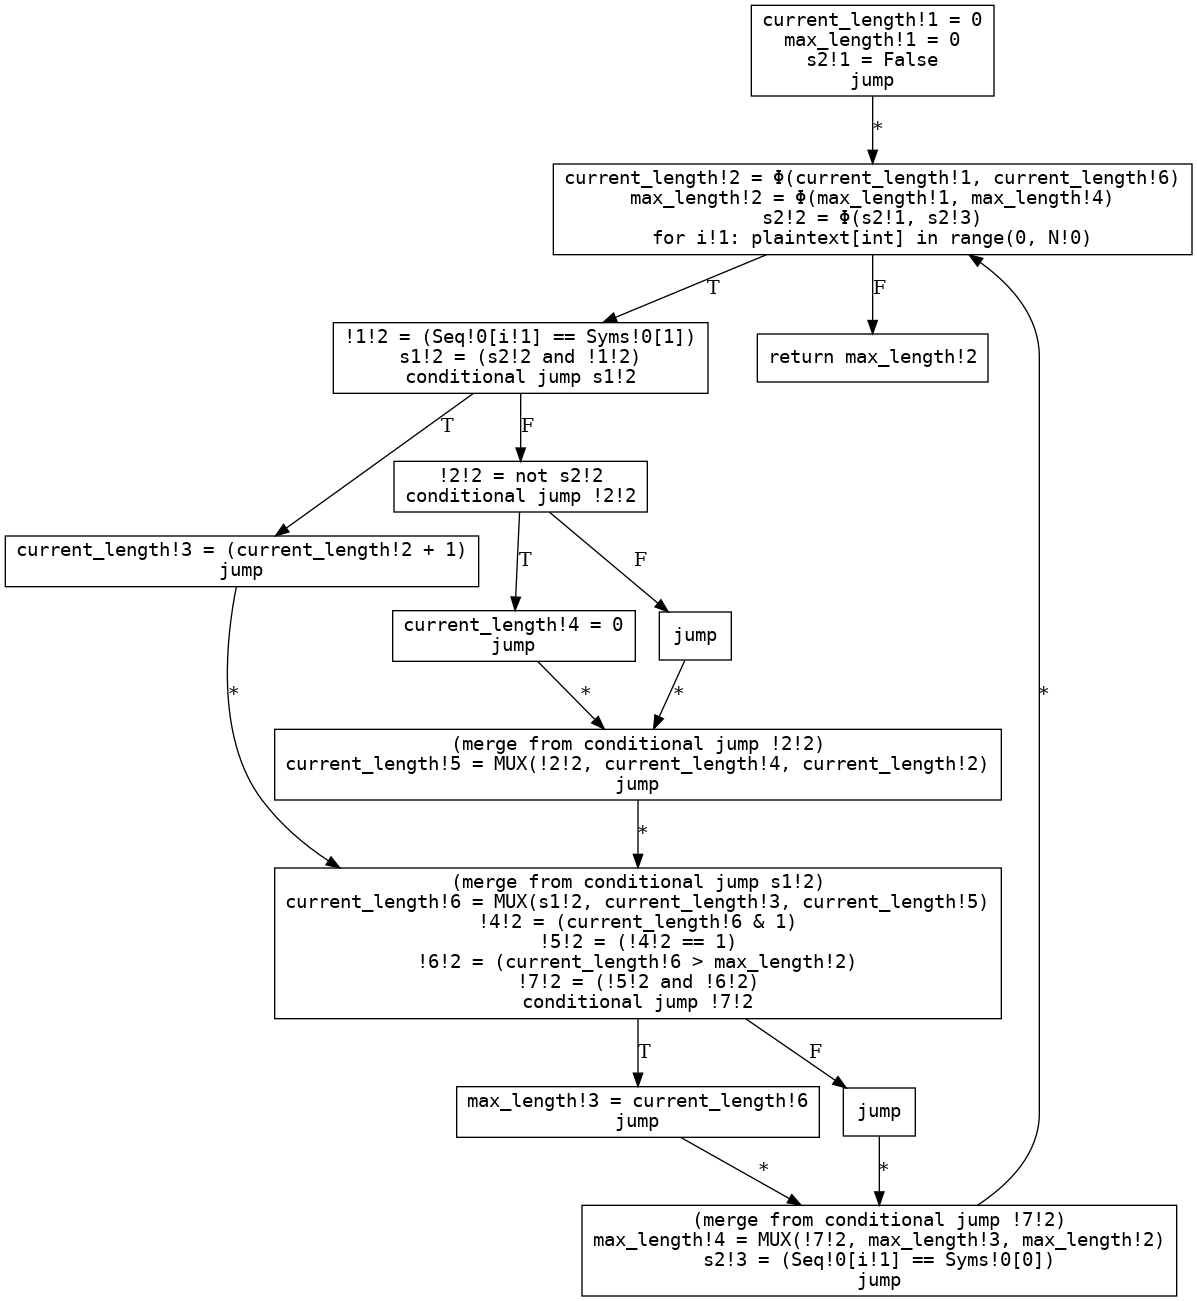 current_length!1 = 0
max_length!1 = 0
s2!1 = False
jump
*
current_length!2 = Φ(current_length!1, current_length!6)
max_length!2 = Φ(max_length!1, max_length!4)
s2!2 = Φ(s2!1, s2!3)
for i!1: plaintext[int] in range(0, N!0)
T
F
!1!2 = (Seq!0[i!1] == Syms!0[1])
s1!2 = (s2!2 and !1!2)
conditional jump s1!2
return max_length!2
T
F
!2!2 = not s2!2
conditional jump !2!2
current_length!3 = (current_length!2 + 1)
jump
T
F
current_length!4 = 0
jump
jump
*
*
*
*
(merge from conditional jump !2!2)
current_length!5 = MUX(!2!2, current_length!4, current_length!2)
jump
*
(merge from conditional jump s1!2)
current_length!6 = MUX(s1!2, current_length!3, current_length!5)
!4!2 = (current_length!6 & 1)
!5!2 = (!4!2 == 1)
!6!2 = (current_length!6 > max_length!2)
!7!2 = (!5!2 and !6!2)
conditional jump !7!2
T
F
max_length!3 = current_length!6
jump
jump
*
*
(merge from conditional jump !7!2)
max_length!4 = MUX(!7!2, max_length!3, max_length!2)
s2!3 = (Seq!0[i!1] == Syms!0[0])
jump